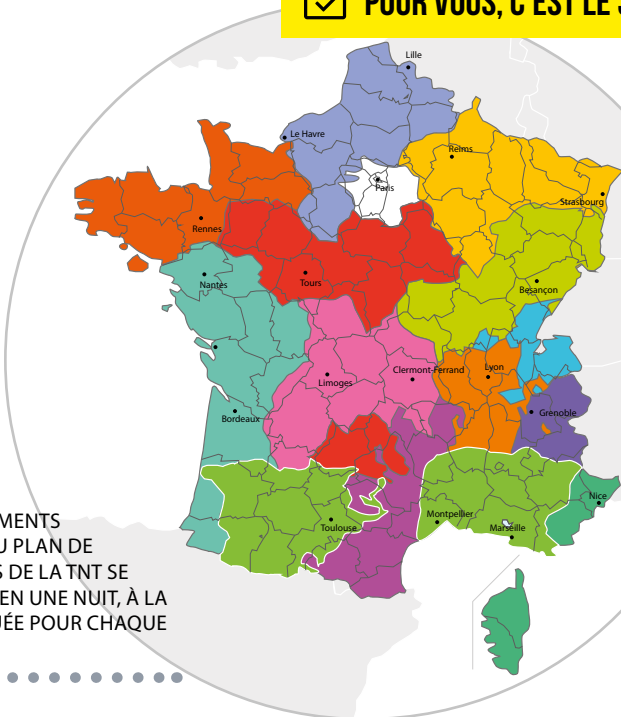 POUR VOUS, C'EST LE
Lille
Le Havre
Reims
Paris
Strasbourg
Rennes
Nantes
Tours
Besançon
Clermont-Ferrand
Lyon
Limoges
Grenoble
Bordeaux
Nice
Montpellier
Toulouse
Marseille
MENTS
U PLAN DE
S DE LA TNT SE
EN UNE NUIT, À LA
UÉE POUR CHAQUE